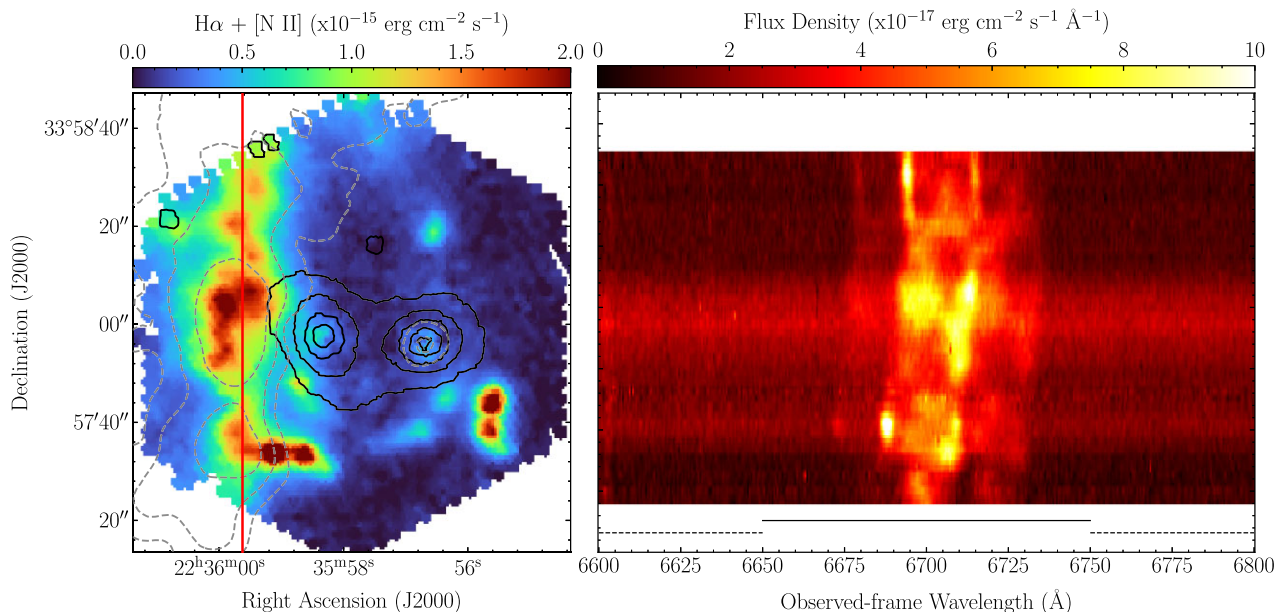 Hα + [N II] (x10⁻¹⁵ erg cm⁻² s⁻¹)
0.0 0.5 1.0 1.5 2.0
Flux Density (x10⁻¹⁷ erg cm⁻² s⁻¹ Å⁻¹)
0 2 4 6 8 10
Declination (J2000)
33°58′40″
20″
00″
57′40″
20″
22ʰ36ᵐ00ˢ 35ᵐ58ˢ 56ˢ
Right Ascension (J2000)
6600 6625 6650 6675 6700 6725 6750 6775 6800
Observed-frame Wavelength (Å)